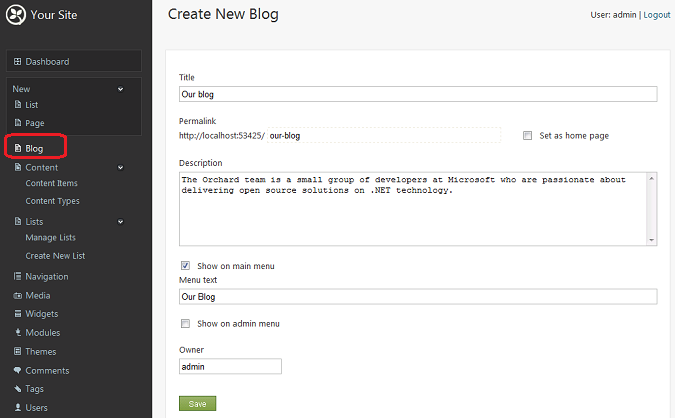 Your Site
Dashboard
New
List
Page
Blog
Content
Content Items
Content Types
Lists
Manage Lists
Create New List
Navigation
Media
Widgets
Modules
Themes
Comments
Tags
Users
Create New Blog
User: admin | Logout
Title
Our blog
Permalink
http://localhost:53425/ our-blog
Set as home page
Description
The Orchard team is a small group of developers at Microsoft who are passionate about
delivering open source solutions on .NET technology.
Show on main menu
Menu text
Our Blog
Show on admin menu
Owner
admin
Save